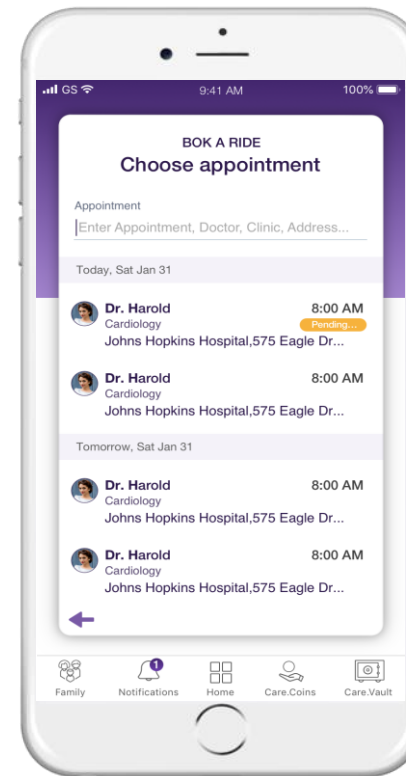 GS 9:41 AM 100%
BOK A RIDE
Choose appointment
Appointment
Enter Appointment, Doctor, Clinic, Address...
Today, Sat Jan 31
Dr. Harold 8:00 AM
Cardiology Pending...
Johns Hopkins Hospital,575 Eagle Dr...
Dr. Harold 8:00 AM
Cardiology
Johns Hopkins Hospital,575 Eagle Dr...
Tomorrow, Sat Jan 31
Dr. Harold 8:00 AM
Cardiology
Johns Hopkins Hospital,575 Eagle Dr...
Dr. Harold 8:00 AM
Cardiology
Johns Hopkins Hospital,575 Eagle Dr...
1
Family Notifications Home Care.Coins Care.Vault